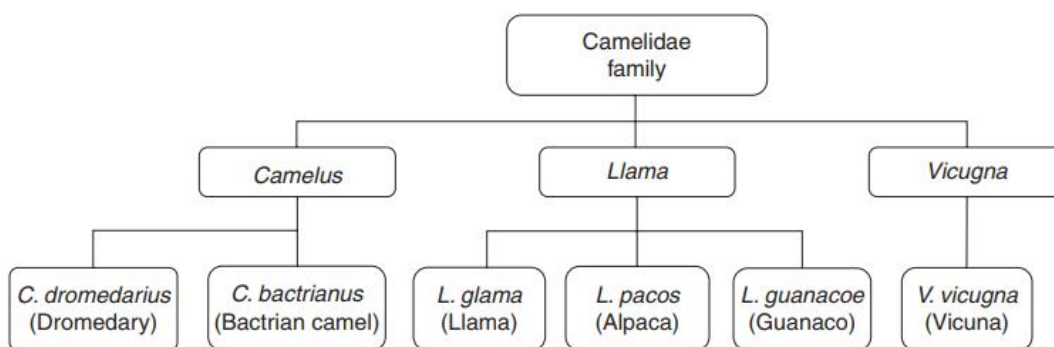 Camelidae
family
Camelus
Llama
Vicugna
C. dromedarius
(Dromedary)
C. bactrianus
(Bactrian camel)
L. glama
(Llama)
L. pacos
(Alpaca)
L. guanacoe
(Guanaco)
V. vicugna
(Vicuna)